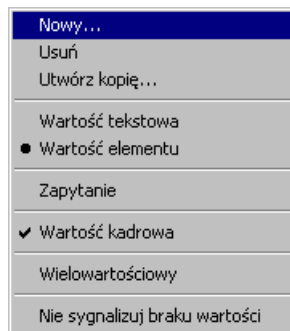 Nowy...
Usuń
Utwórz kopię...
Wartość tekstowa
Wartość elementu
Zapytanie
Wartość kadrowa
Wielowartościowy
Nie sygnalizuj braku wartości